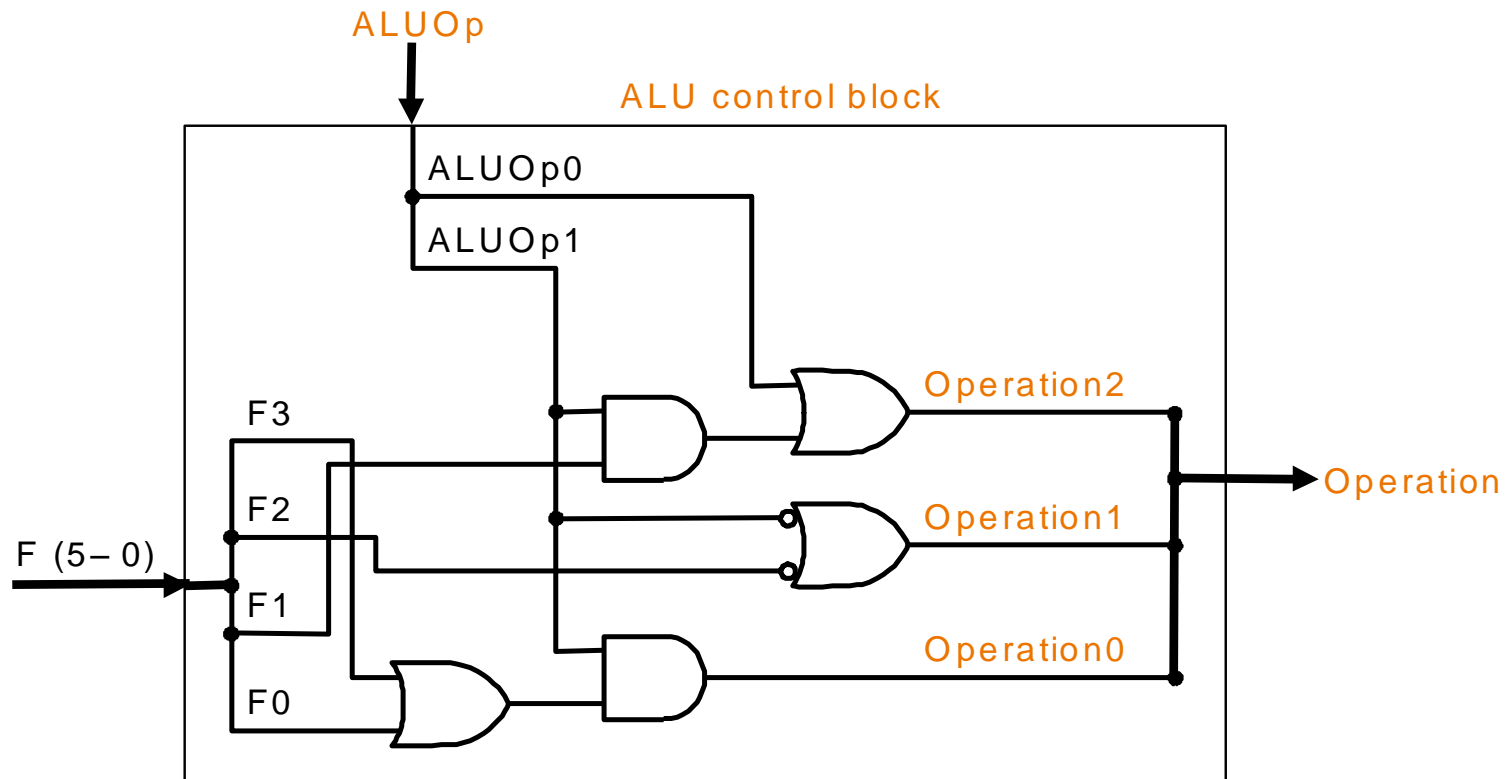 ALUOp
ALU control block
ALUOp0
ALUOp1
Operation2
F3
Operation
F2
Operation1
F (5–0)
F1
Operation0
F0